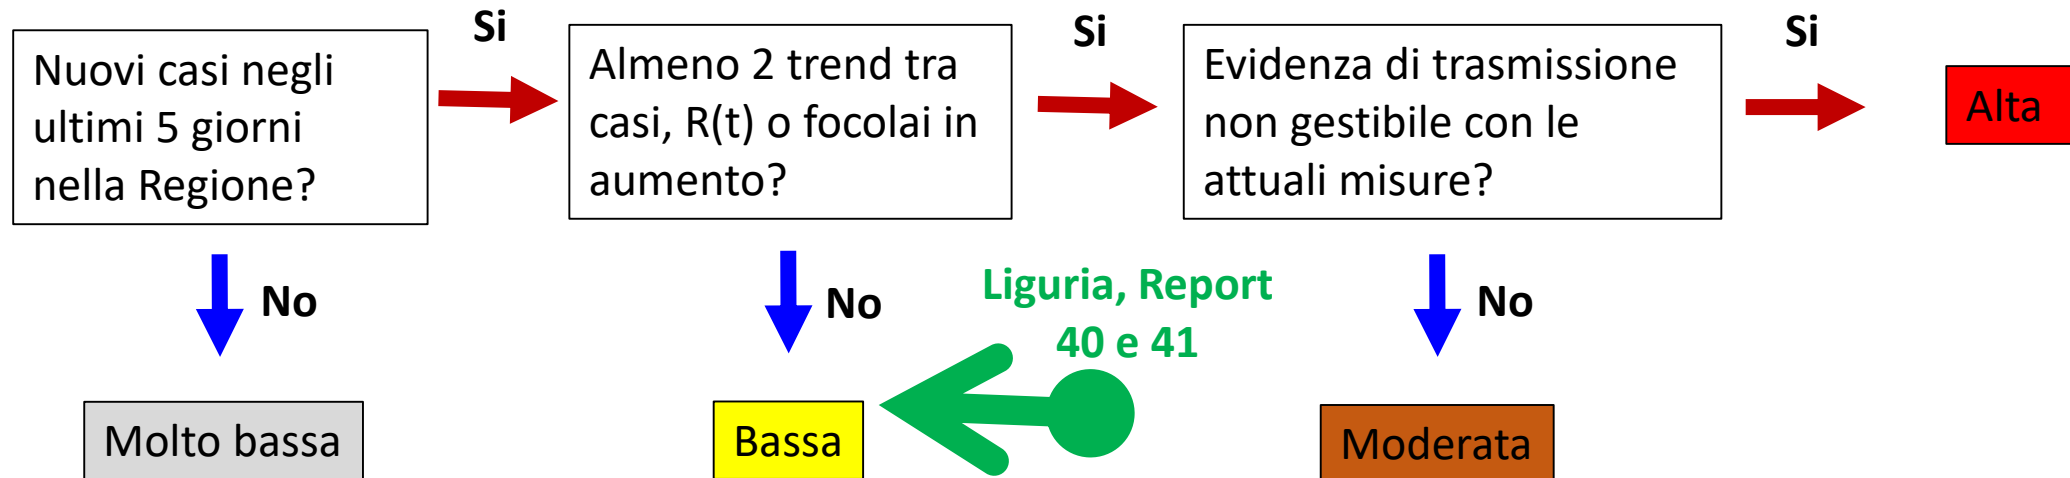 Si
Si
Si
Nuovi casi negli
ultimi 5 giorni
nella Regione?
Almeno 2 trend tra
casi, R(t) o focolai in
aumento?
Evidenza di trasmissione
non gestibile con le
attuali misure?
Alta
No
No
Liguria, Report
40 e 41
No
Molto bassa
Bassa
Moderata